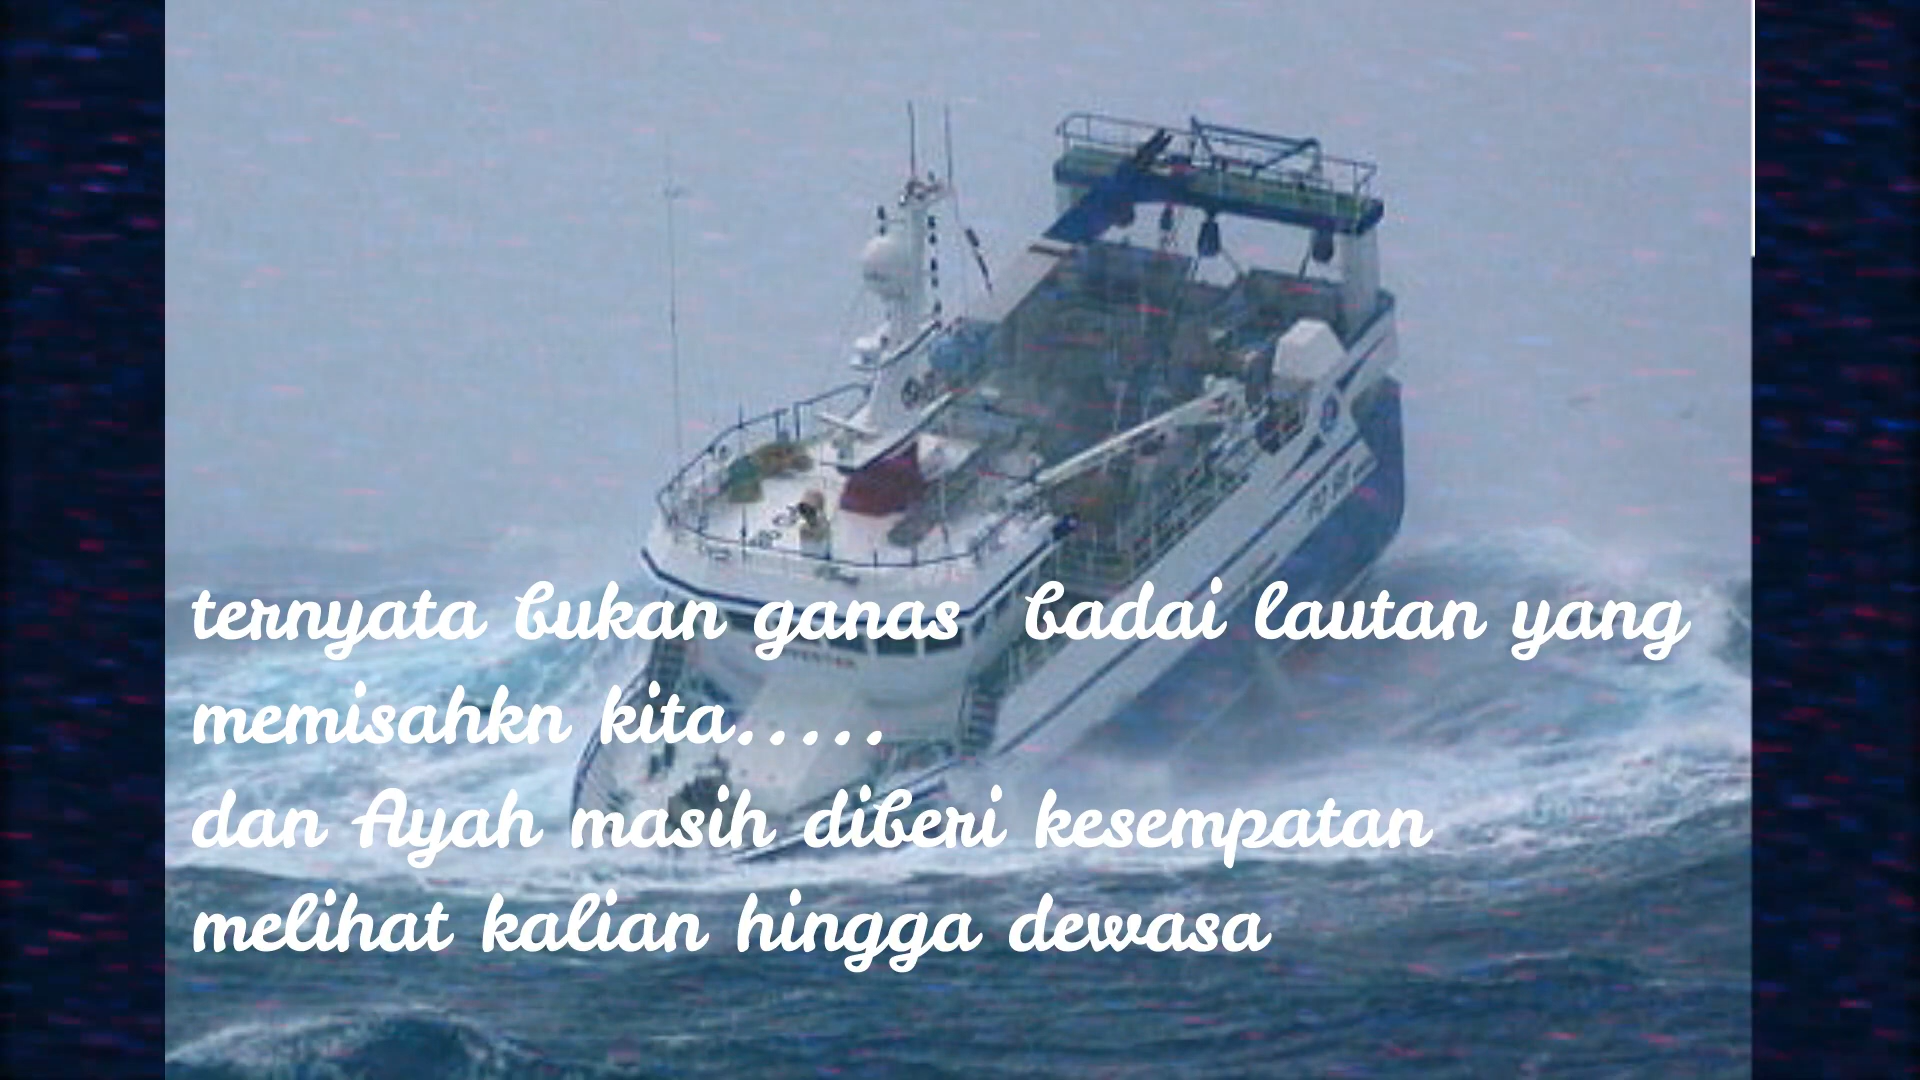 ternyata bukan ganas  badai lautan yang
memisahkn kita.....
dan Ayah masih diberi kesempatan
melihat kalian hingga dewasa